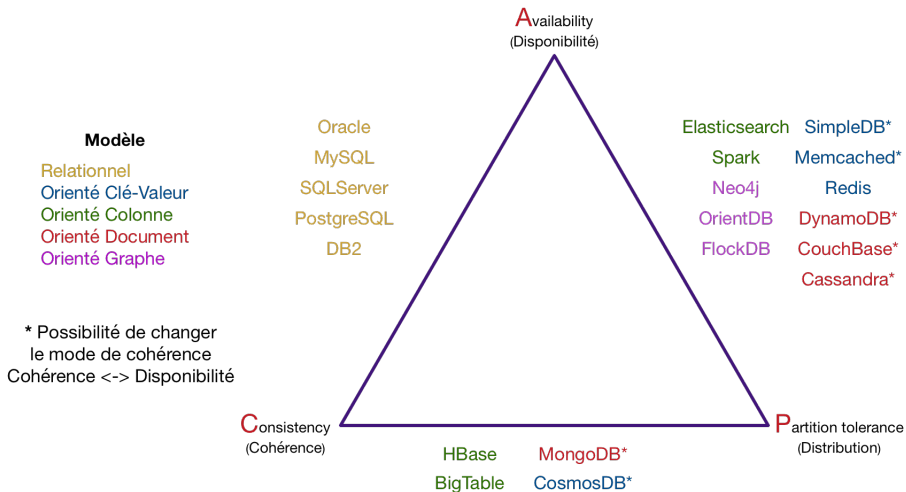 Availability
(Disponibilité)
Modèle
Relationnel
Orienté Clé-Valeur
Orienté Colonne
Orienté Document
Orienté Graphe
* Possibilité de changer
le mode de cohérence
Cohérence <-> Disponibilité
Oracle
MySQL
SQLServer
PostgreSQL
DB2
Elasticsearch SimpleDB*
Spark Memcached*
Neo4j Redis
OrientDB DynamoDB*
FlockDB CouchBase*
Cassandra*
Consistency
(Cohérence)
Partition tolerance
(Distribution)
HBase MongoDB*
BigTable CosmosDB*